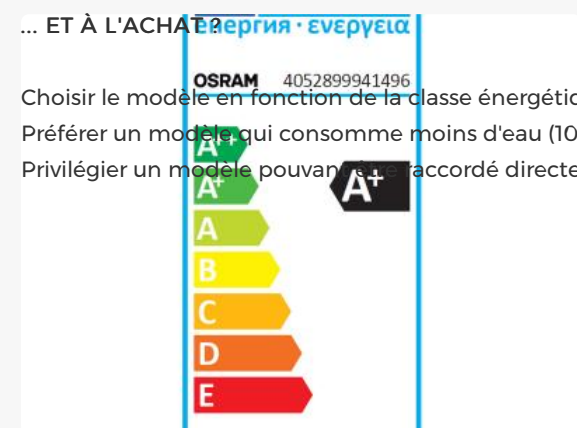 ... ET À L'ACHAT ?
енергия · ενεργεια
OSRAM 4052899941496
Choisir le modèle en fonction de la classe énergétic
Préférer un modèle qui consomme moins d'eau (10
Privilégier un modèle pouvant être raccordé directe
A++
A+
A+
A
B
C
D
E